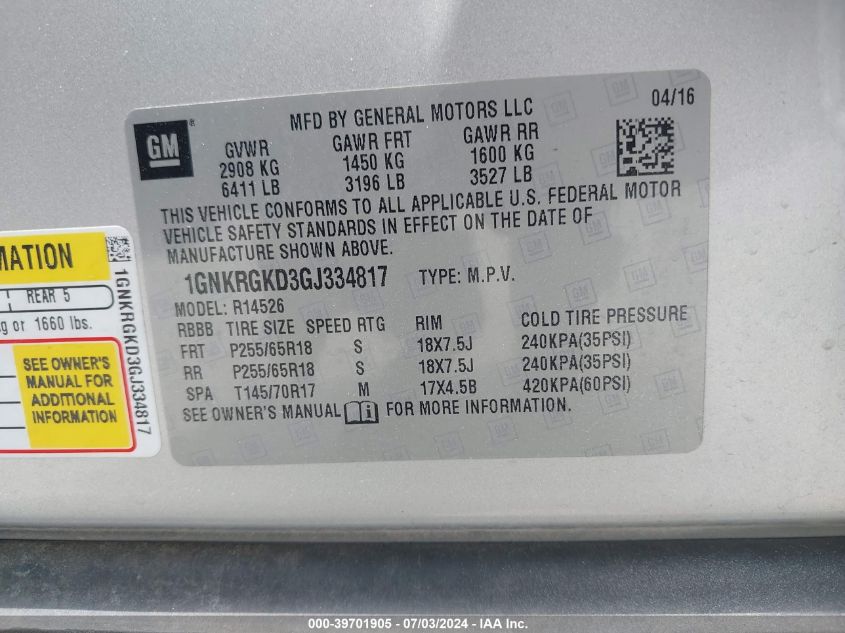 MFD BY GENERAL MOTORS LLC
04/16
GM
GVWR GAWR FRT GAWR RR
2908 KG 1450 KG 1600 KG
6411 LB 3196 LB 3527 LB
THIS VEHICLE CONFORMS TO ALL APPLICABLE U.S. FEDERAL MOTOR
VEHICLE SAFETY STANDARDS IN EFFECT ON THE DATE OF
MANUFACTURE SHOWN ABOVE.
1GNKRGKD3GJ334817 TYPE: M.P.V.
MODEL: R14526
RBBB TIRE SIZE SPEED RTG RIM COLD TIRE PRESSURE
FRT P255/65R18 S 18X7.5J 240KPA(35PSI)
RR P255/65R18 S 18X7.5J 240KPA(35PSI)
SPA T145/70R17 M 17X4.5B 420KPA(60PSI)
SEE OWNER'S MANUAL FOR MORE INFORMATION.
MATION
REAR 5
g or 1660 lbs.
SEE OWNER'S
MANUAL FOR
ADDITIONAL
INFORMATION
1GNKRGKD3GJ334817
000-39701905 - 07/03/2024 - IAA Inc.